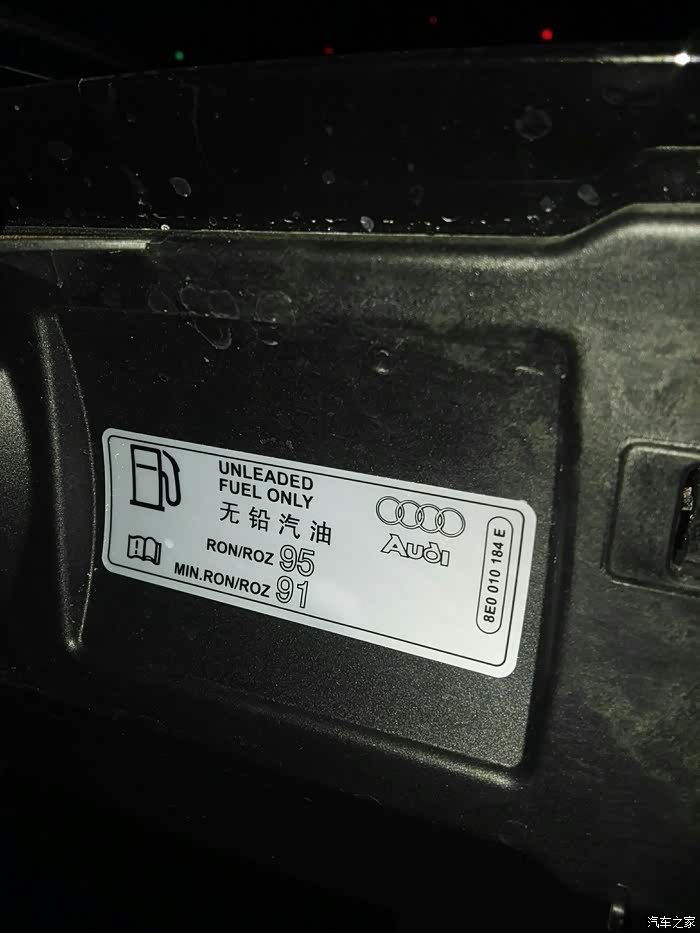 UNLEADED
FUEL ONLY
无铅汽油
RON/ROZ 95
MIN.RON/ROZ 91
Audi
8E0 010 184 E
汽车之家